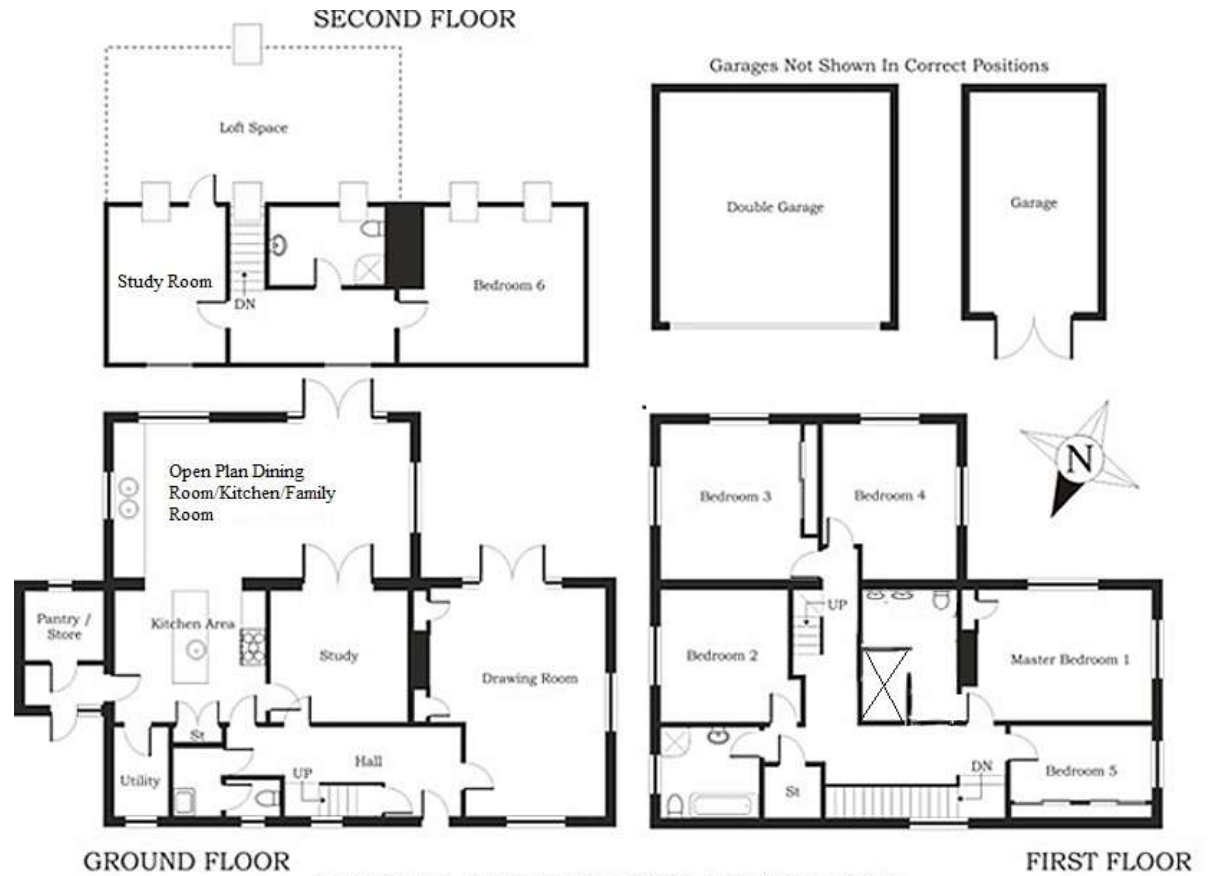 SECOND FLOOR
Loft Space
Study Room
DN
Bedroom 6
Garages Not Shown In Correct Positions
Double Garage
Garage
N
Open Plan Dining
Room/Kitchen/Family
Room
Pantry /
Store
Kitchen Area
Study
Drawing Room
St
Utility
UP
Hall
GROUND FLOOR
Bedroom 3
Bedroom 4
UP
Bedroom 2
Master Bedroom 1
St
DN
Bedroom 5
FIRST FLOOR